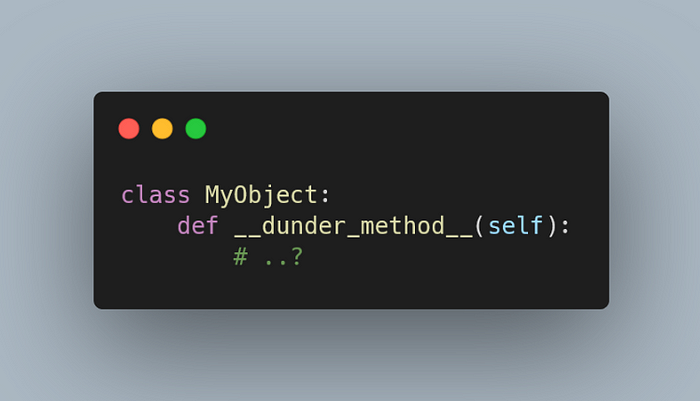 class MyObject:
    def __dunder_method__(self):
        # ..?